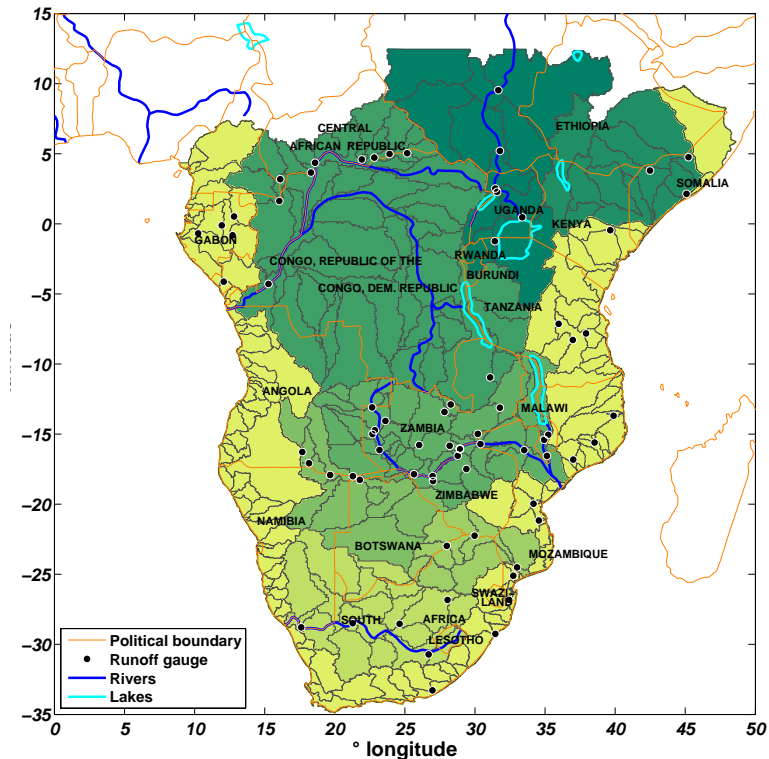 15
10
5
0
–5
–10
–15
–20
–25
–30
–35
CENTRAL
AFRICAN REPUBLIC
ETHIOPIA
SOMALIA
UGANDA
KENYA
GABON
RWANDA
CONGO, REPUBLIC OF THE
BURUNDI
CONGO, DEM. REPUBLIC
TANZANIA
ANGOLA
MALAWI
ZAMBIA
ZIMBABWE
NAMIBIA
BOTSWANA
MOZAMBIQUE
SWAZI–
LAND
SOUTH AFRICA
LESOTHO
Political boundary
Runoff gauge
Rivers
Lakes
0 5 10 15 20 25 30 35 40 45 50
° longitude